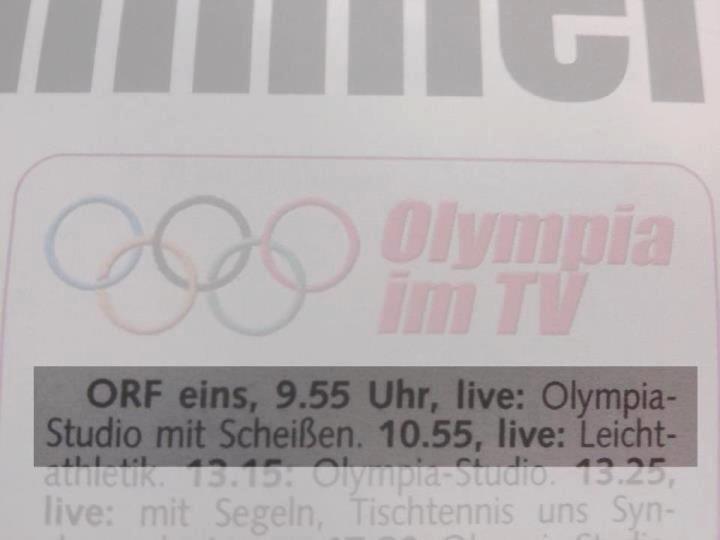 Olympia
im TV
ORF eins, 9.55 Uhr, live: Olympia-
Studio mit Scheißen. 10.55, live: Leicht-
athletik. 13.15: Olympia-Studio. 13.25,
live: mit Segeln, Tischtennis uns Syn-